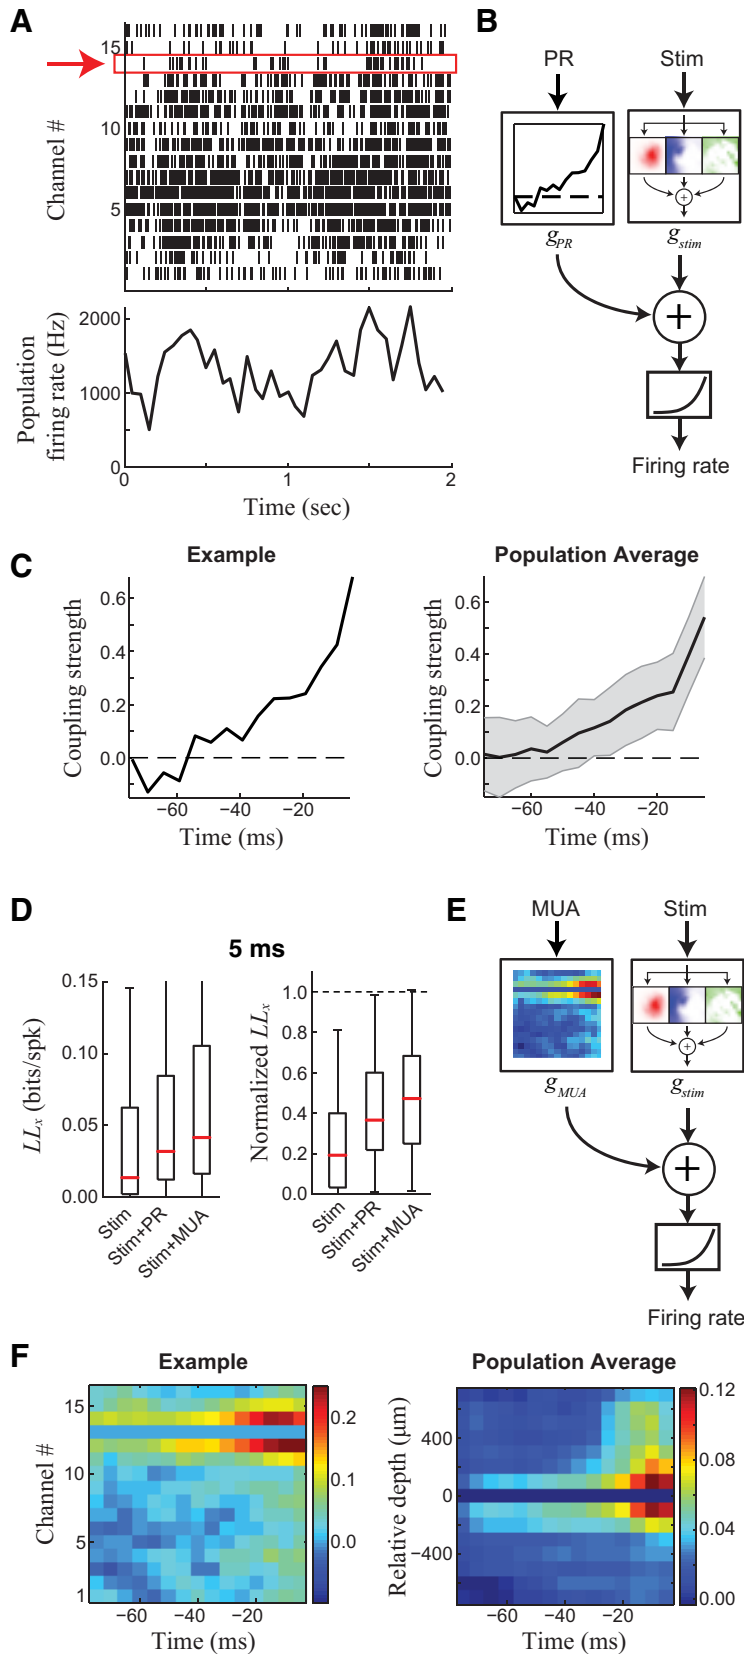 A
15
10
5
Channel #
2000
1000
0
Population
firing rate (Hz)
0
1
2
Time (sec)
B
PR
Stim
g_PR
g_stim
+
+
Firing rate
C
Example
Population Average
0.6
0.4
0.2
0.0
Coupling strength
−60
−40
−20
Time (ms)
0.6
0.4
0.2
0.0
Coupling strength
−60
−40
−20
Time (ms)
D
5 ms
0.15
0.10
0.05
0.00
LL_x (bits/spk)
Stim
Stim+PR
Stim+MUA
1.0
0.8
0.6
0.4
0.2
0.0
Normalized LL_x
Stim
Stim+PR
Stim+MUA
E
MUA
Stim
g_MUA
g_stim
+
+
Firing rate
F
Example
Population Average
15
10
5
1
Channel #
−60
−40
−20
Time (ms)
0.2
0.1
0.0
400
0
−400
Relative depth (μm)
−60
−40
−20
Time (ms)
0.12
0.08
0.04
0.00